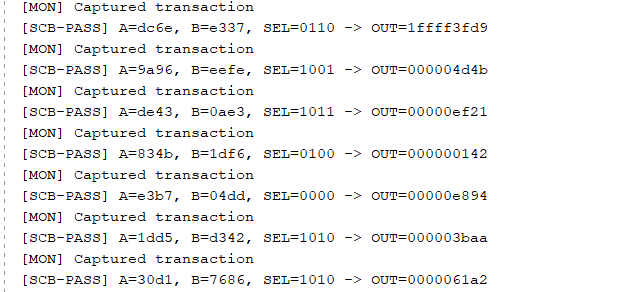 [MON] Captured transaction
[SCB-PASS] A=dc6e, B=e337, SEL=0110 -> OUT=1ffff3fd9
[MON] Captured transaction
[SCB-PASS] A=9a96, B=eefe, SEL=1001 -> OUT=000004d4b
[MON] Captured transaction
[SCB-PASS] A=de43, B=0ae3, SEL=1011 -> OUT=00000ef21
[MON] Captured transaction
[SCB-PASS] A=834b, B=1df6, SEL=0100 -> OUT=000000142
[MON] Captured transaction
[SCB-PASS] A=e3b7, B=04dd, SEL=0000 -> OUT=00000e894
[MON] Captured transaction
[SCB-PASS] A=1dd5, B=d342, SEL=1010 -> OUT=000003baa
[MON] Captured transaction
[SCB-PASS] A=30d1, B=7686, SEL=1010 -> OUT=0000061a2